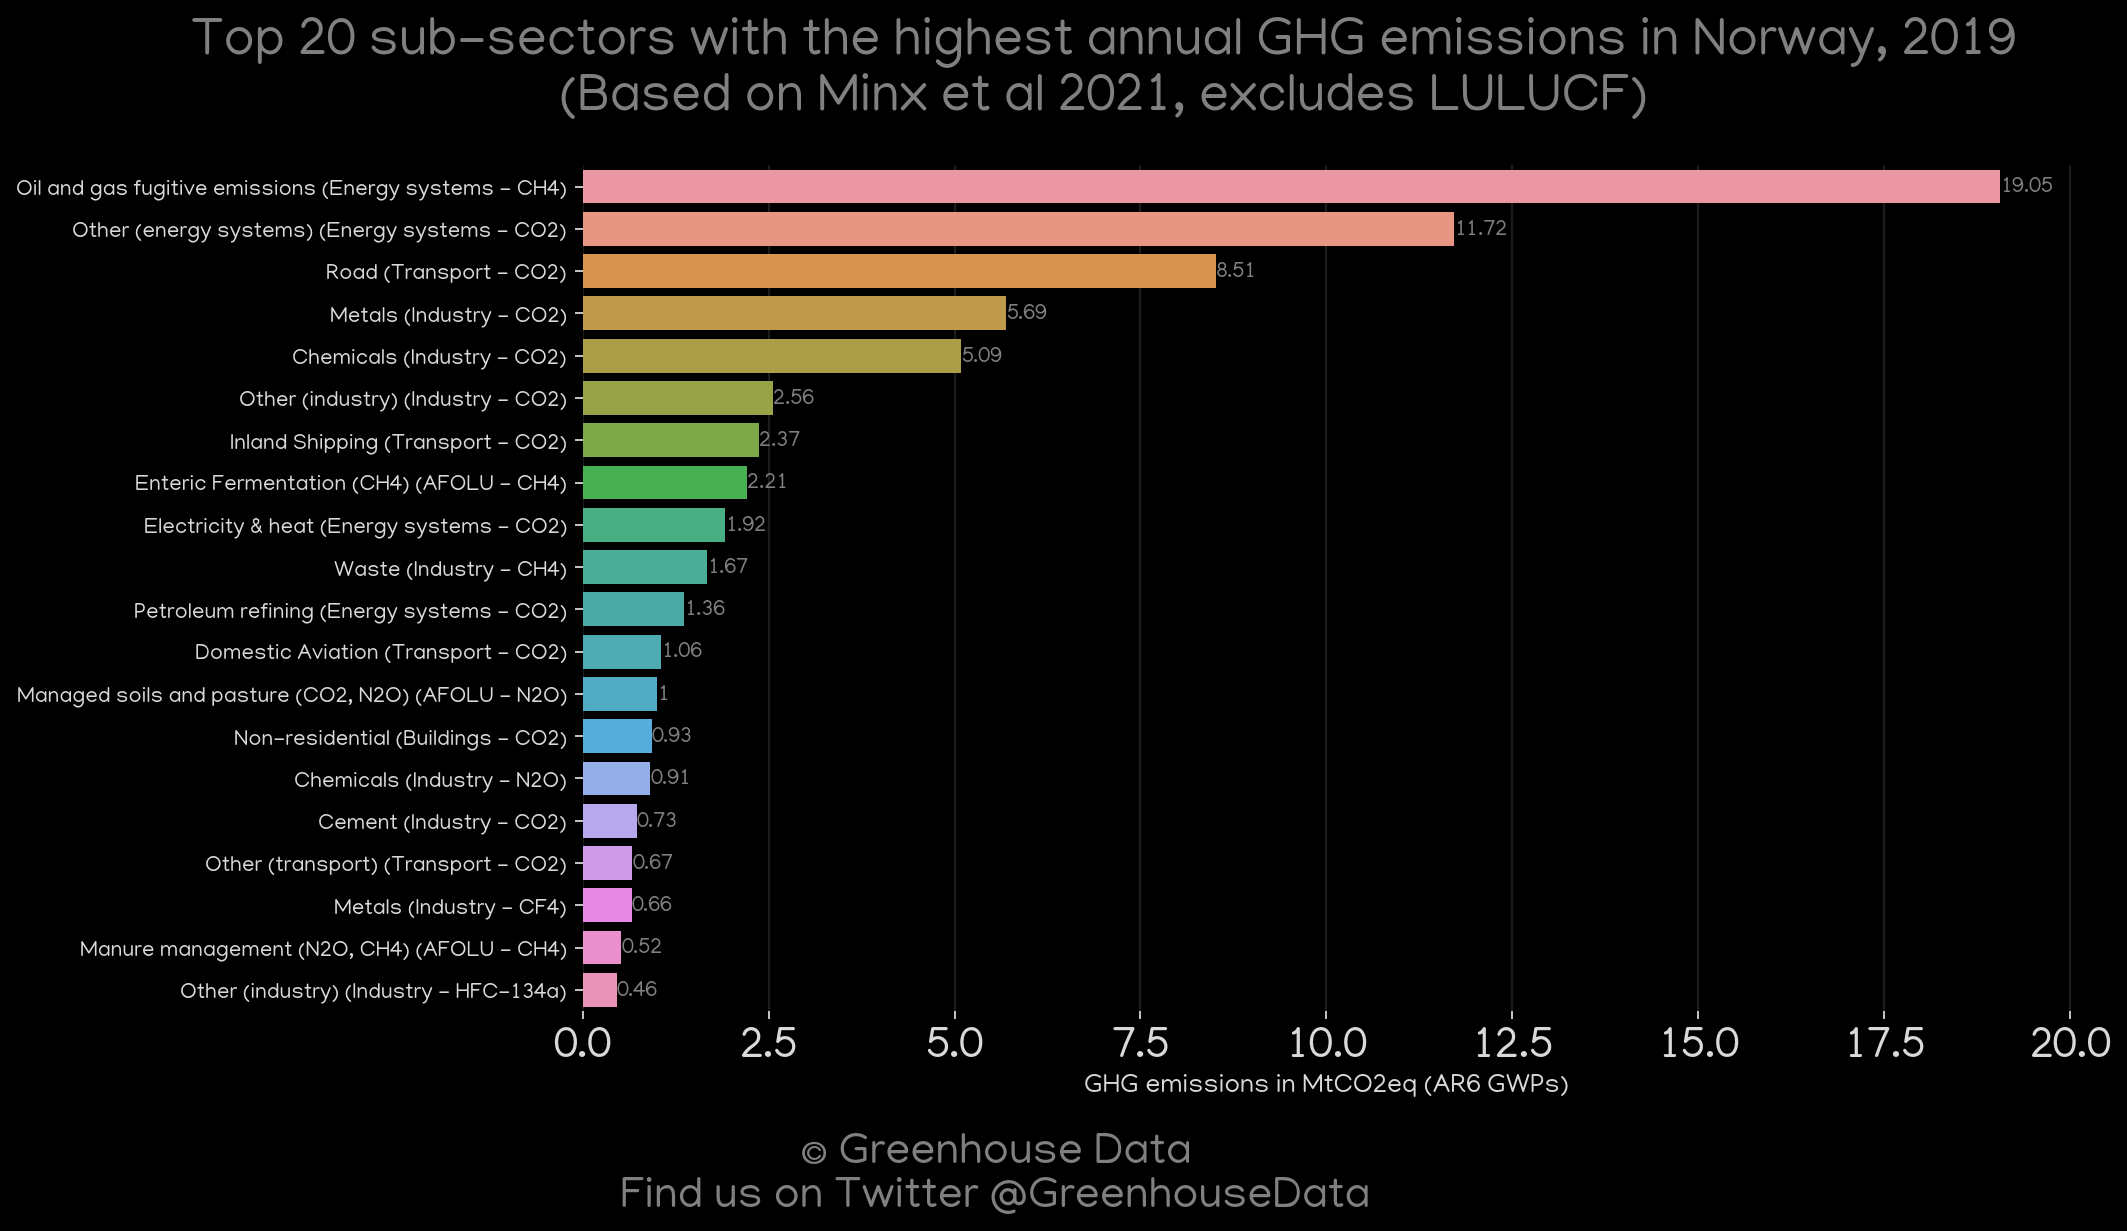 Top 20 sub-sectors with the highest annual GHG emissions in Norway, 2019
(Based on Minx et al 2021, excludes LULUCF)
Oil and gas fugitive emissions (Energy systems - CH4) 19.05
Other (energy systems) (Energy systems - CO2) 11.72
Road (Transport - CO2) 8.51
Metals (Industry - CO2) 5.69
Chemicals (Industry - CO2) 5.09
Other (industry) (Industry - CO2) 2.56
Inland Shipping (Transport - CO2) 2.37
Enteric Fermentation (CH4) (AFOLU - CH4) 2.21
Electricity & heat (Energy systems - CO2) 1.92
Waste (Industry - CH4) 1.67
Petroleum refining (Energy systems - CO2) 1.36
Domestic Aviation (Transport - CO2) 1.06
Managed soils and pasture (CO2, N2O) (AFOLU - N2O) 1
Non-residential (Buildings - CO2) 0.93
Chemicals (Industry - N2O) 0.91
Cement (Industry - CO2) 0.73
Other (transport) (Transport - CO2) 0.67
Metals (Industry - CF4) 0.66
Manure management (N2O, CH4) (AFOLU - CH4) 0.52
Other (industry) (Industry - HFC-134a) 0.46
0.0 2.5 5.0 7.5 10.0 12.5 15.0 17.5 20.0
GHG emissions in MtCO2eq (AR6 GWPs)
© Greenhouse Data
Find us on Twitter @GreenhouseData